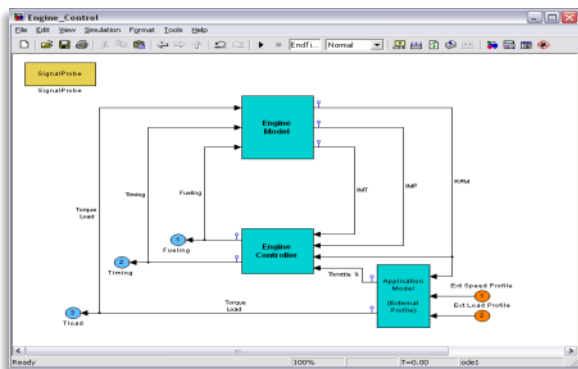 Engine_Control
File Edit View Simulation Format Tools Help
EndTi... Normal
SignalProbe
SignalProbe
Engine
Model
Timing
Fueling
IMT
IMP
RPM
Torque
Load
1
Fueling
Engine
Controller
2
Timing
Throttle %
Application
Model
(External
Profile)
Ext Speed Profile
1
Ext Load Profile
2
Torque
Load
3
Tload
Ready 100% T=0.00 ode1